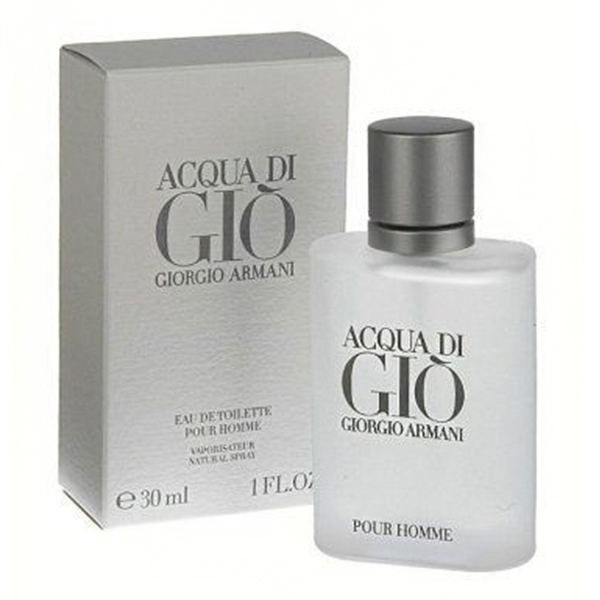 ACQUA DI
GIÒ
GIORGIO ARMANI
EAU DE TOILETTE
POUR HOMME
VAPORISATEUR
NATURAL SPRAY
e 30 ml 1 FL.OZ
ACQUA DI
GIÒ
GIORGIO ARMANI
POUR HOMME